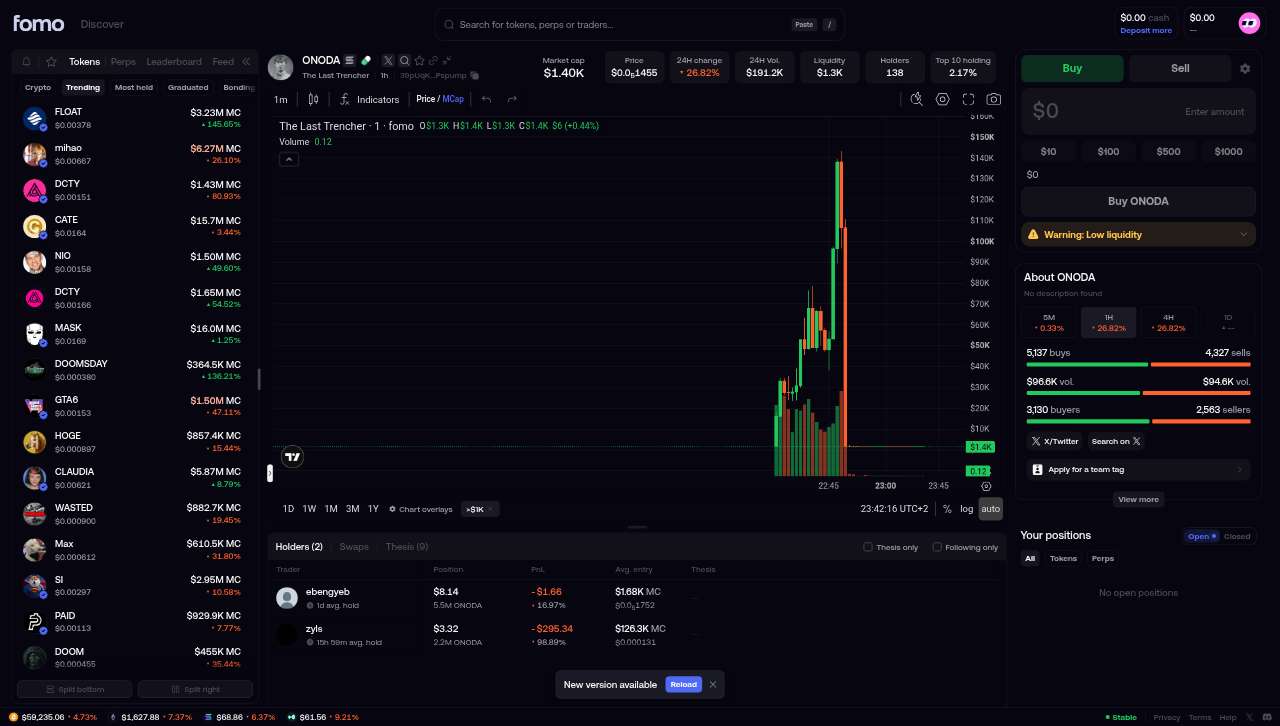 fomo Discover
Search for tokens, perps or traders... Paste /
$0.00 cash $0.00
Deposit more —
Tokens Perps Leaderboard Feed
Crypto Trending Most held Graduated Bonding
FLOAT $3.23M MC
$0.00378 145.65%
mihao $6.27M MC
$0.00667 26.10%
DCTY $1.43M MC
$0.00151 80.93%
CATE $15.7M MC
$0.0164 3.44%
NIO $1.50M MC
$0.00158 49.60%
DCTY $1.65M MC
$0.00166 54.52%
MASK $16.0M MC
$0.0169 1.25%
DOOMSDAY $364.5K MC
$0.000380 136.21%
GTA6 $1.50M MC
$0.00153 47.11%
HOGE $857.4K MC
$0.000897 15.44%
CLAUDIA $5.87M MC
$0.00621 8.79%
WASTED $882.7K MC
$0.000900 19.45%
Max $610.5K MC
$0.000612 31.80%
SI $2.95M MC
$0.00297 10.58%
PAID $929.9K MC
$0.00113 7.77%
DOOM $455K MC
$0.000455 35.44%
Split bottom Split right
ONODA
The Last Trencher 1h 39pUqK...Pspump
Market cap Price 24H change 24H Vol. Liquidity Holders Top 10 holding
$1.40K $0.0₅1455 26.82% $191.2K $1.3K 138 2.17%
1m Indicators Price / MCap
The Last Trencher · 1 · fomo O$1.3K H$1.4K L$1.3K C$1.4K $6 (+0.44%)
Volume 0.12
$160K
$150K
$140K
$130K
$120K
$110K
$100K
$90K
$80K
$70K
$60K
$50K
$40K
$30K
$20K
$10K
$1.4K
0.12
22:45 23:00 23:45
1D 1W 1M 3M 1Y Chart overlays >$1K 23:42:16 UTC+2 % log auto
Holders (2) Swaps Thesis (9) Thesis only Following only
Trader Position PnL Avg. entry Thesis
ebengyeb $8.14 -$1.66 $1.68K MC
1d avg. hold 5.5M ONODA 16.97% $0.0₅1752
zyls $3.32 -$295.34 $126.3K MC
15h 59m avg. hold 2.2M ONODA 98.89% $0.000131
New version available Reload
Buy Sell
$0 Enter amount
$10 $100 $500 $1000
$0
Buy ONODA
Warning: Low liquidity
About ONODA
No description found
5M 1H 4H 1D
0.33% 26.82% 26.82% --
5,137 buys 4,327 sells
$96.6K vol. $94.6K vol.
3,130 buyers 2,563 sellers
X/Twitter Search on X
Apply for a team tag
View more
Your positions Open Closed
All Tokens Perps
No open positions
$59,235.06 4.73% $1,627.88 7.37% $68.86 6.37% $61.56 9.21% Stable Privacy Terms Help